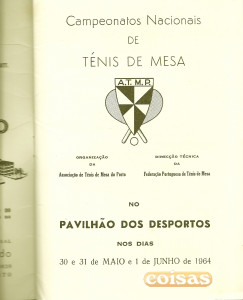 Campeonatos Nacionais
DE
TÉNIS DE MESA
A.T.M.P.
ORGANIZAÇÃO
DA
Associação de Ténis de Mesa do Porto
DIRECÇÃO TÉCNICA
DA
Federação Portuguesa de Ténis de Mesa
NO
PAVILHÃO DOS DESPORTOS
NOS DIAS
30 e 31 de MAIO e 1 de JUNHO de 1964
coisas